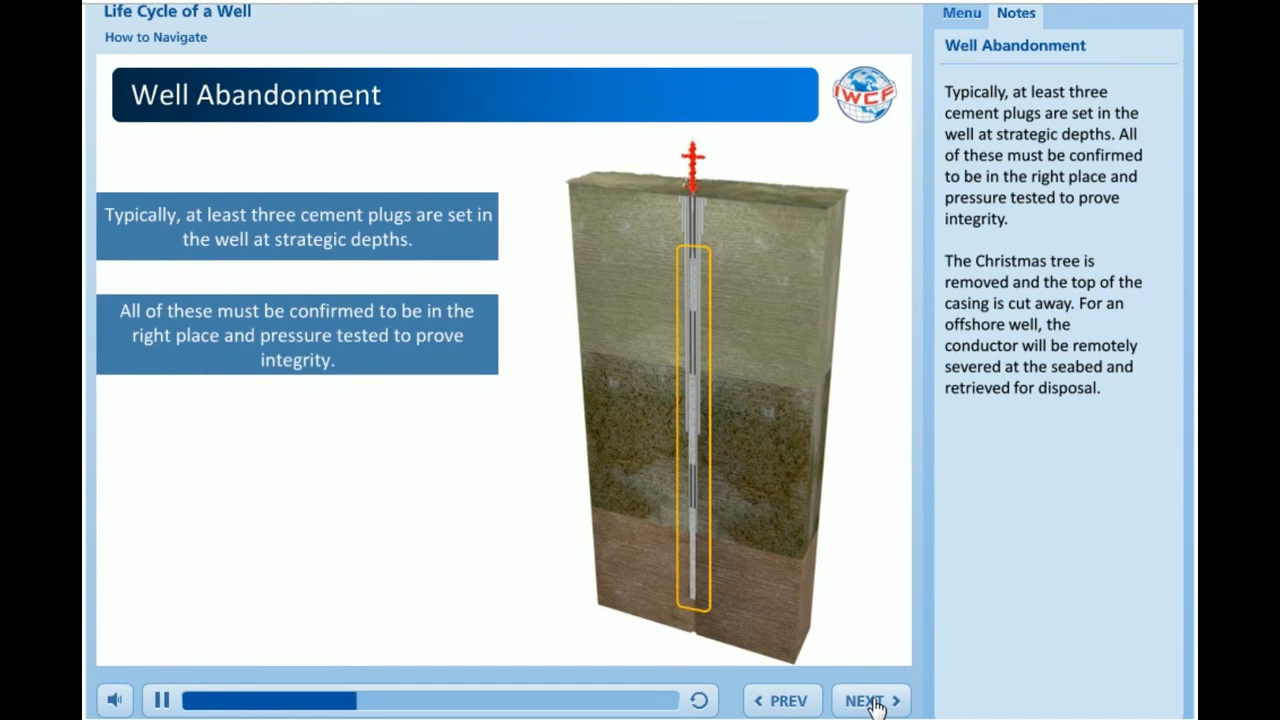 Life Cycle of a Well
How to Navigate
Well Abandonment
IWCF
Typically, at least three cement plugs are set in
the well at strategic depths.
All of these must be confirmed to be in the
right place and pressure tested to prove
integrity.
PREV
NEXT
Menu
Notes
Well Abandonment
Typically, at least three
cement plugs are set in the
well at strategic depths. All
of these must be confirmed
to be in the right place and
pressure tested to prove
integrity.
The Christmas tree is
removed and the top of the
casing is cut away. For an
offshore well, the
conductor will be remotely
severed at the seabed and
retrieved for disposal.